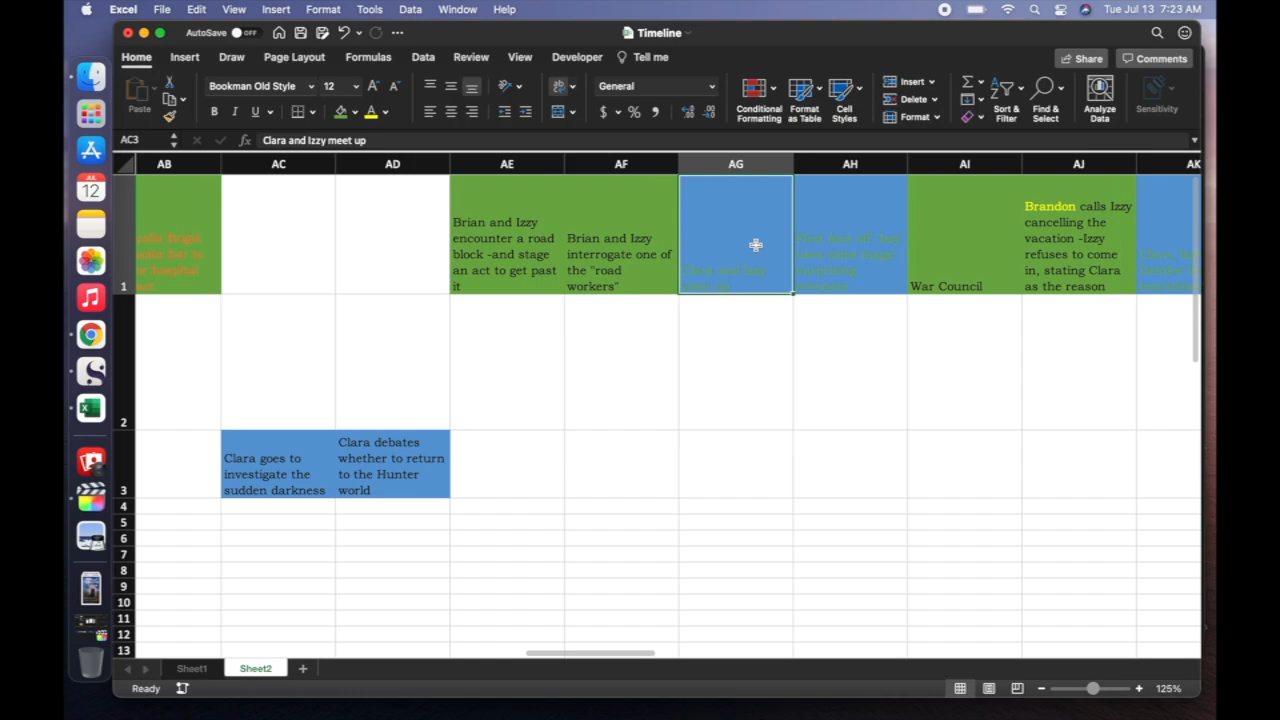 Excel File Edit View Insert Format Tools Data Window Help Tue Jul 13 7:23 AM
AutoSave OFF Timeline
Home Insert Draw Page Layout Formulas Data Review View Developer Tell me Share Comments
Paste Bookman Old Style 12 General Conditional Formatting Format as Table Cell Styles Insert Delete Format Sort & Filter Find & Select Analyze Data Sensitivity
B I U A $ %
AC3 fx Clara and Izzy meet up
AB AC AD AE AF AG AH AI AJ AK
1
Brian and Izzy
encounter a road
block -and stage
an act to get past
it
Brian and Izzy
interrogate one of
the "road
workers"
Clara and Izzy
meet up
War Council
Brandon calls Izzy
cancelling the
vacation -Izzy
refuses to come
in, stating Clara
as the reason
2
3
Clara goes to
investigate the
sudden darkness
Clara debates
whether to return
to the Hunter
world
4
5
6
7
8
9
10
11
12
13
JUL
12
Sheet1 Sheet2 +
Ready 125%